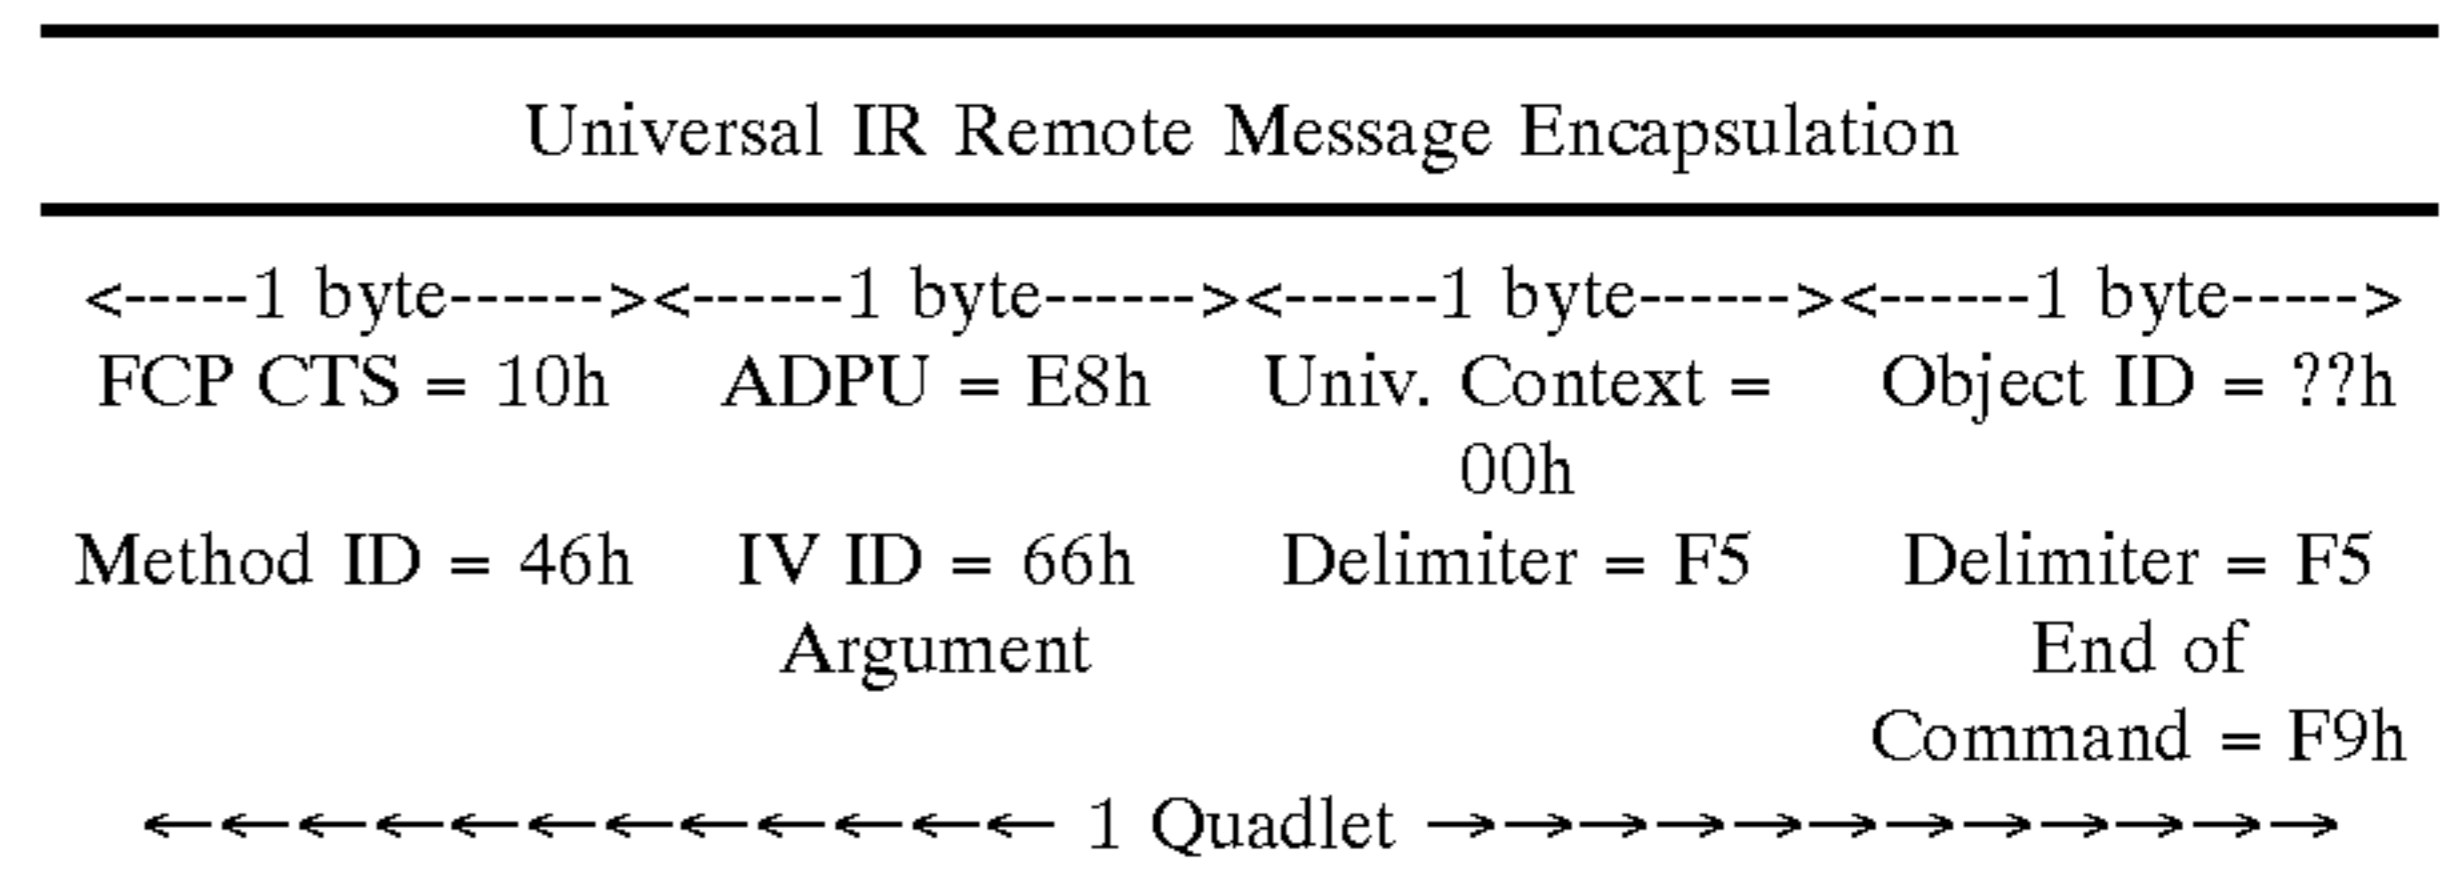 Universal IR Remote Message Encapsulation
<-----1 byte------><------1 byte------><------1 byte------><------1 byte----->
FCP CTS = 10h ADPU = E8h Univ. Context = Object ID = ??h
00h
Method ID = 46h IV ID = 66h Delimiter = F5 Delimiter = F5
Argument End of
Command = F9h
←←←←←←←←←←←← 1 Quadlet →→→→→→→→→→→→